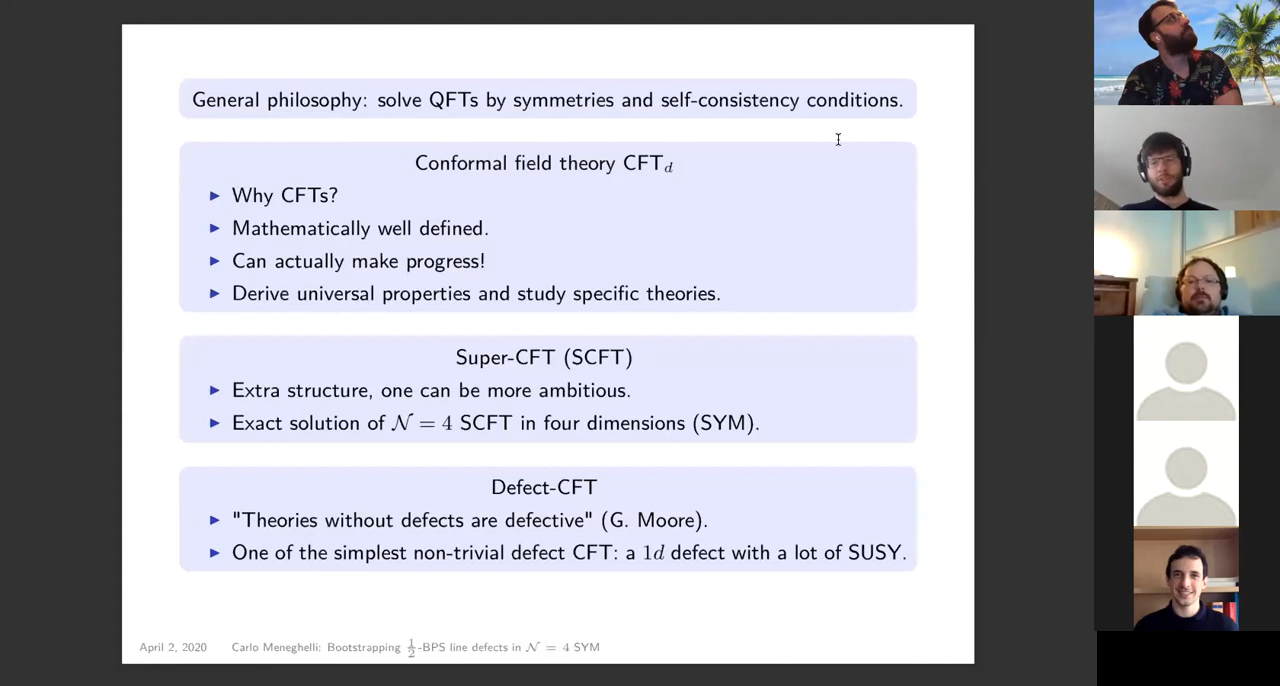 General philosophy: solve QFTs by symmetries and self-consistency conditions.
Conformal field theory CFT_d
► Why CFTs?
► Mathematically well defined.
► Can actually make progress!
► Derive universal properties and study specific theories.
Super-CFT (SCFT)
► Extra structure, one can be more ambitious.
► Exact solution of 𝒩 = 4 SCFT in four dimensions (SYM).
Defect-CFT
► "Theories without defects are defective" (G. Moore).
► One of the simplest non-trivial defect CFT: a 1d defect with a lot of SUSY.
April 2, 2020 Carlo Meneghelli: Bootstrapping 1/2-BPS line defects in 𝒩 = 4 SYM